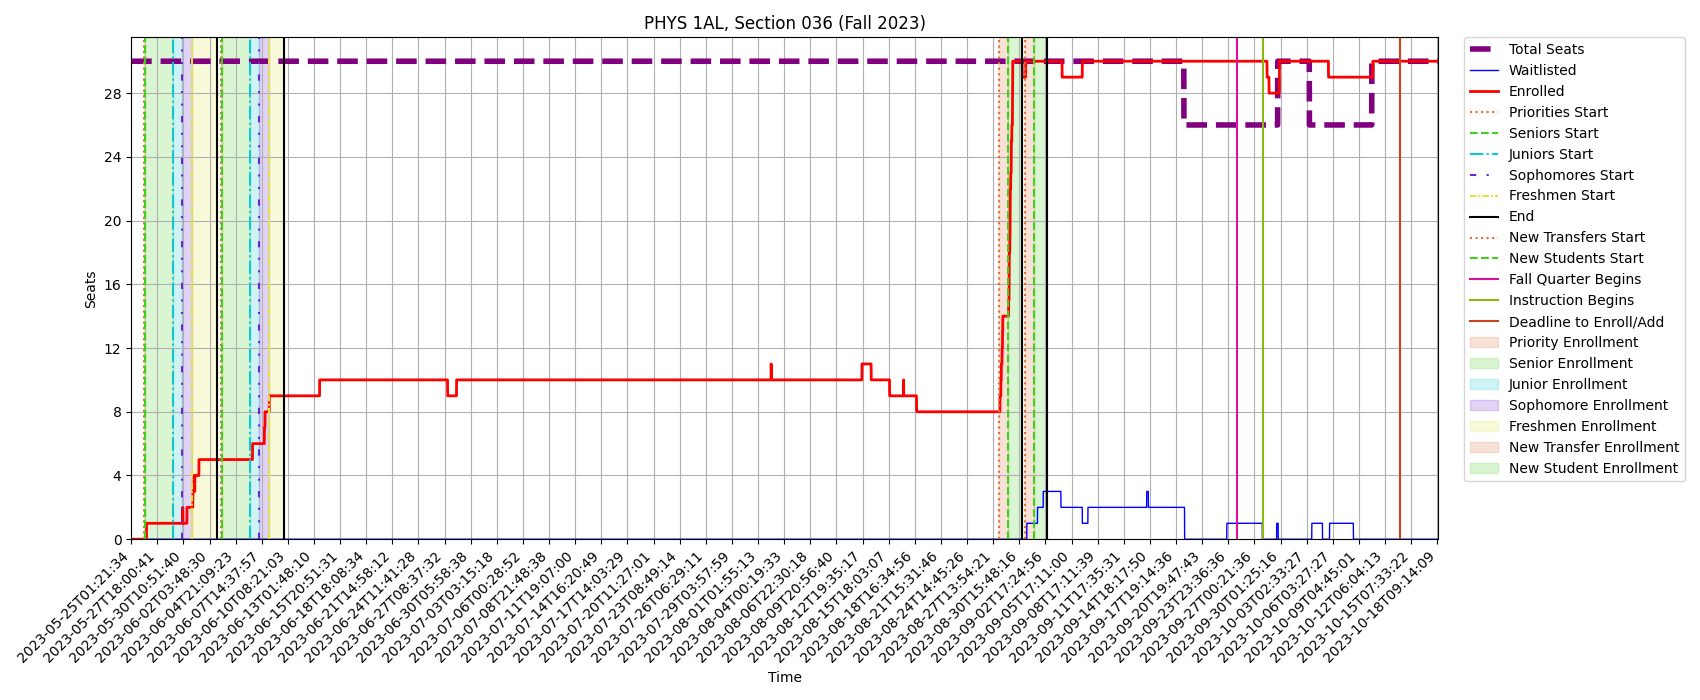 PHYS 1AL, Section 036 (Fall 2023)
Seats
28
24
20
16
12
8
4
0
2023-05-25T01:21:34
2023-05-27T18:00:41
2023-05-30T10:51:40
2023-06-02T03:48:30
2023-06-04T21:09:23
2023-06-07T14:37:57
2023-06-10T08:21:03
2023-06-13T01:48:10
2023-06-15T20:51:31
2023-06-18T18:08:34
2023-06-21T14:58:12
2023-06-24T11:41:28
2023-06-27T08:37:32
2023-06-30T05:58:38
2023-07-03T03:15:18
2023-07-06T00:28:52
2023-07-08T21:48:38
2023-07-11T19:07:00
2023-07-14T16:20:49
2023-07-17T14:03:29
2023-07-20T11:27:01
2023-07-23T08:49:14
2023-07-26T06:29:11
2023-07-29T03:57:59
2023-08-01T01:55:13
2023-08-04T00:19:33
2023-08-06T22:30:18
2023-08-09T20:56:40
2023-08-12T19:35:17
2023-08-15T18:03:07
2023-08-18T16:34:56
2023-08-21T15:31:46
2023-08-24T14:45:26
2023-08-27T13:54:21
2023-08-30T15:48:16
2023-09-02T17:24:56
2023-09-05T17:11:00
2023-09-08T17:11:39
2023-09-11T17:35:31
2023-09-14T18:17:50
2023-09-17T19:14:36
2023-09-20T19:47:43
2023-09-23T23:36:36
2023-09-27T00:21:36
2023-09-30T01:25:16
2023-10-03T02:33:27
2023-10-06T03:27:27
2023-10-09T04:45:01
2023-10-12T06:04:13
2023-10-15T07:33:22
2023-10-18T09:14:09
Time
Total Seats
Waitlisted
Enrolled
Priorities Start
Seniors Start
Juniors Start
Sophomores Start
Freshmen Start
End
New Transfers Start
New Students Start
Fall Quarter Begins
Instruction Begins
Deadline to Enroll/Add
Priority Enrollment
Senior Enrollment
Junior Enrollment
Sophomore Enrollment
Freshmen Enrollment
New Transfer Enrollment
New Student Enrollment